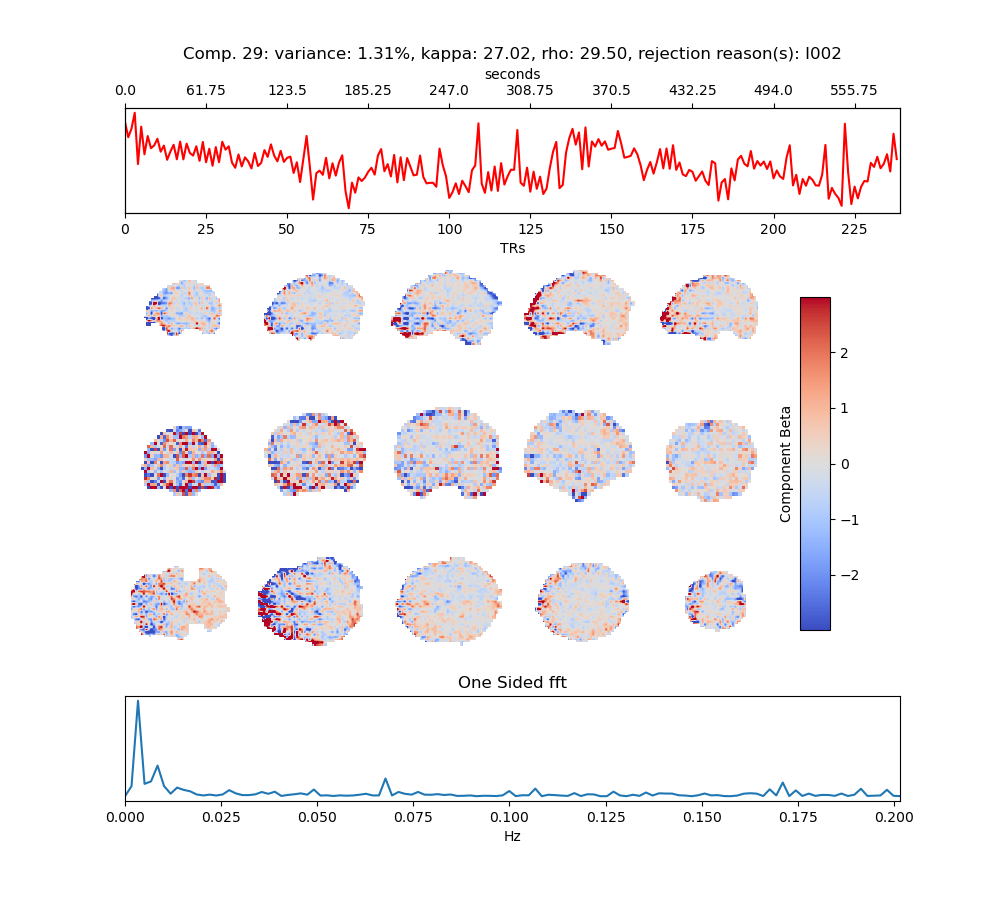 Comp. 29: variance: 1.31%, kappa: 27.02, rho: 29.50, rejection reason(s): I002
seconds
0.0 61.75 123.5 185.25 247.0 308.75 370.5 432.25 494.0 555.75
0 25 50 75 100 125 150 175 200 225
TRs
2
1
0
−1
−2
Component Beta
One Sided fft
0.000 0.025 0.050 0.075 0.100 0.125 0.150 0.175 0.200
Hz